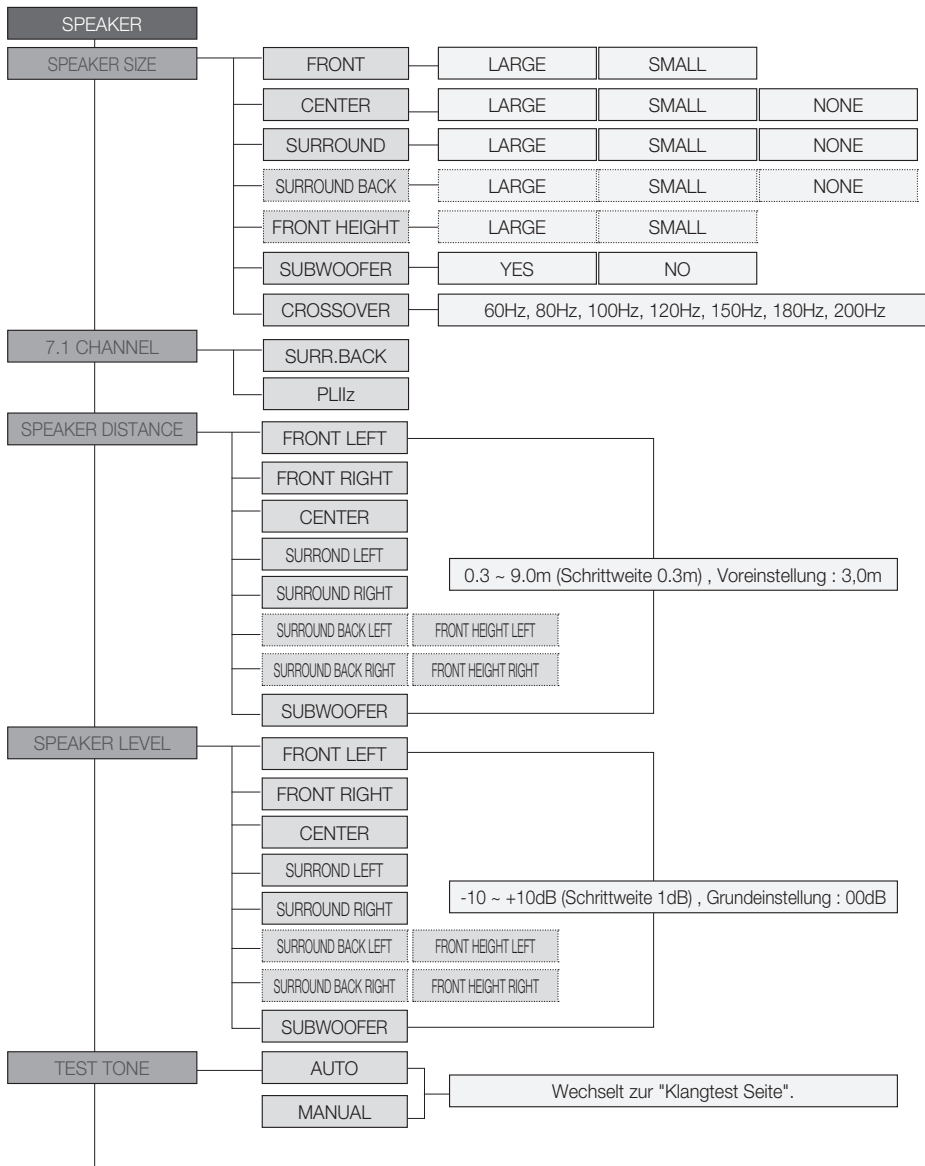 SPEAKER
SPEAKER SIZE
FRONT LARGE SMALL
CENTER LARGE SMALL NONE
SURROUND LARGE SMALL NONE
SURROUND BACK LARGE SMALL NONE
FRONT HEIGHT LARGE SMALL
SUBWOOFER YES NO
CROSSOVER 60Hz, 80Hz, 100Hz, 120Hz, 150Hz, 180Hz, 200Hz
7.1 CHANNEL
SURR.BACK
PLIIz
SPEAKER DISTANCE
FRONT LEFT
FRONT RIGHT
CENTER
SURROND LEFT
SURROUND RIGHT
0.3 ~ 9.0m (Schrittweite 0.3m) , Voreinstellung : 3,0m
SURROUND BACK LEFT FRONT HEIGHT LEFT
SURROUND BACK RIGHT FRONT HEIGHT RIGHT
SUBWOOFER
SPEAKER LEVEL
FRONT LEFT
FRONT RIGHT
CENTER
SURROND LEFT
SURROUND RIGHT
-10 ~ +10dB (Schrittweite 1dB) , Grundeinstellung : 00dB
SURROUND BACK LEFT FRONT HEIGHT LEFT
SURROUND BACK RIGHT FRONT HEIGHT RIGHT
SUBWOOFER
TEST TONE
AUTO
MANUAL
Wechselt zur "Klangtest Seite".